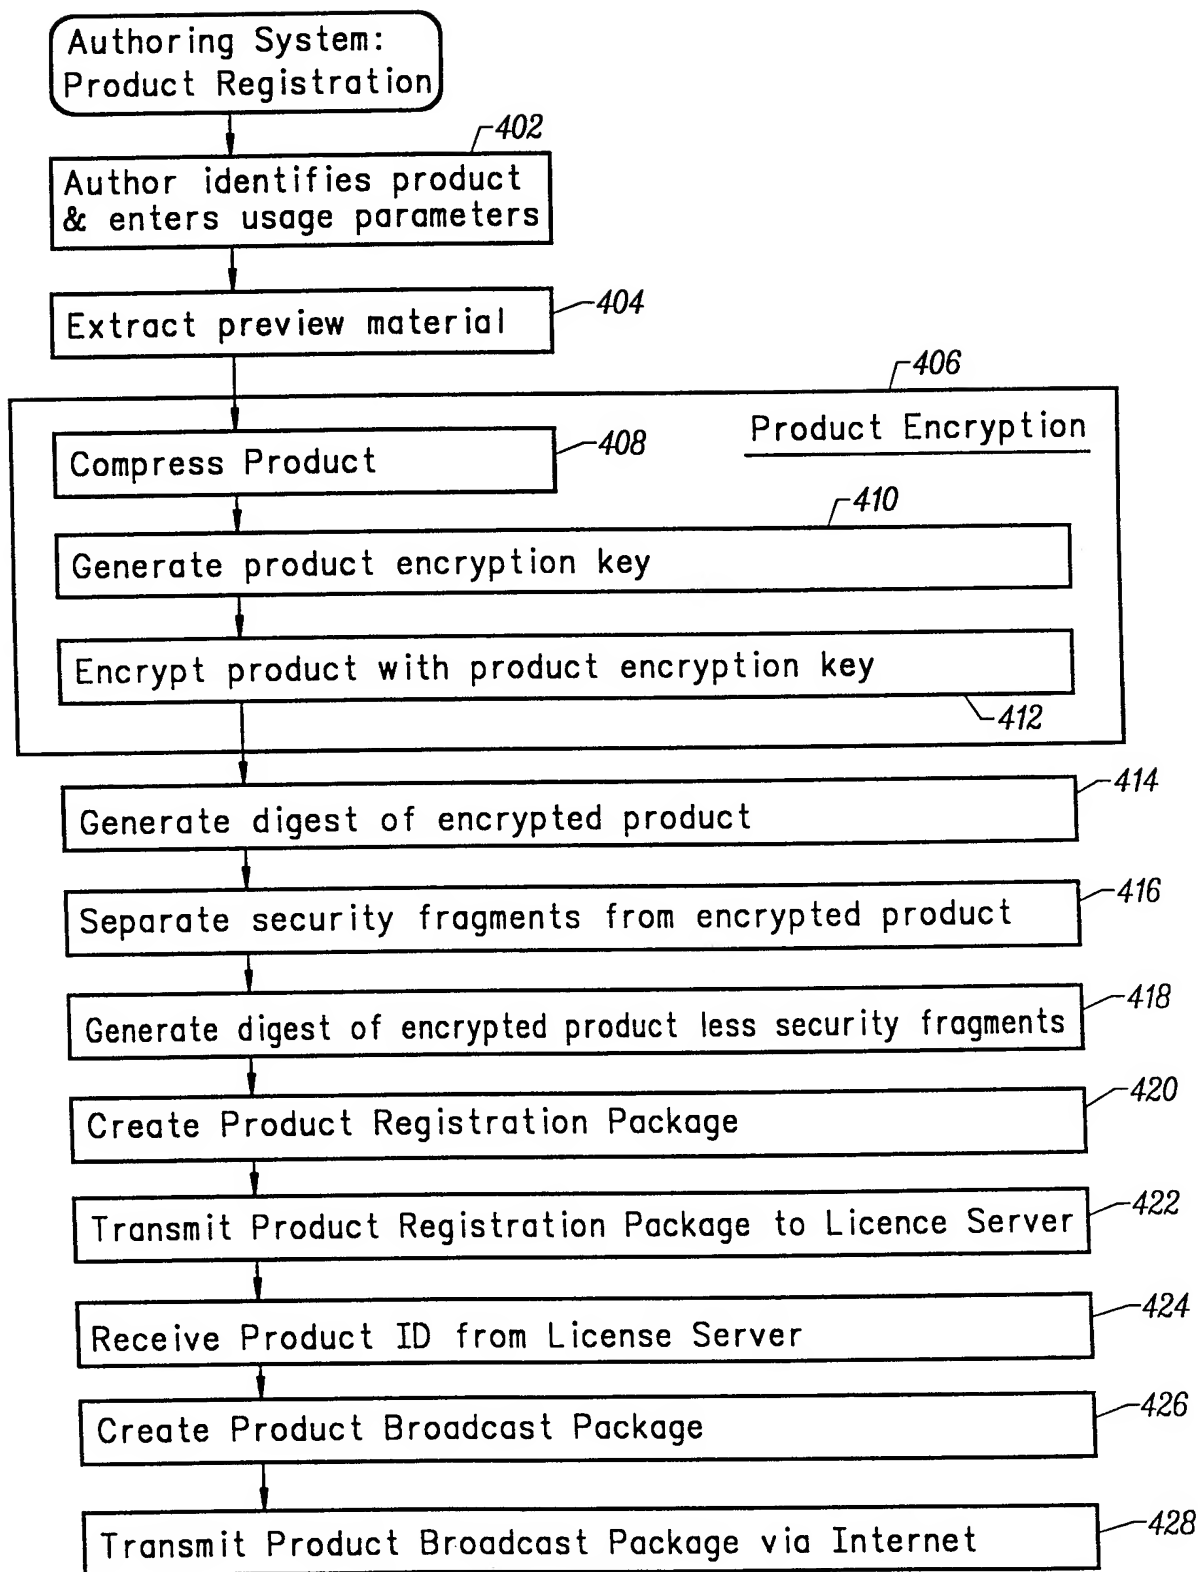 Authoring System:
Product Registration
402
Author identifies product
& enters usage parameters
404
Extract preview material
406
Product Encryption
408
Compress Product
410
Generate product encryption key
Encrypt product with product encryption key
412
414
Generate digest of encrypted product
416
Separate security fragments from encrypted product
418
Generate digest of encrypted product less security fragments
420
Create Product Registration Package
422
Transmit Product Registration Package to Licence Server
424
Receive Product ID from License Server
426
Create Product Broadcast Package
428
Transmit Product Broadcast Package via Internet